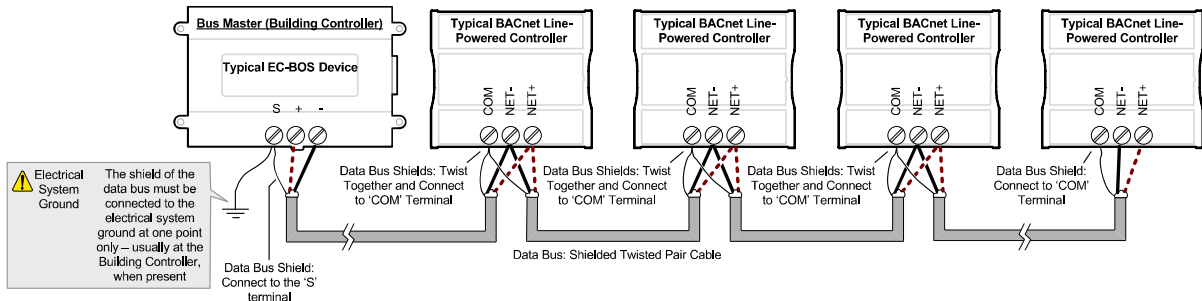 Bus Master (Building Controller)
Typical EC-BOS Device
S + -
Typical BACnet Line-
Powered Controller
COM
NET-
NET+
Typical BACnet Line-
Powered Controller
COM
NET-
NET+
Typical BACnet Line-
Powered Controller
COM
NET-
NET+
Typical BACnet Line-
Powered Controller
COM
NET-
NET+
Electrical
System
Ground
The shield of the
data bus must be
connected to the
electrical system
ground at one point
only – usually at the
Building Controller,
when present
Data Bus Shield:
Connect to the 'S'
terminal
Data Bus Shields: Twist
Together and Connect
to 'COM' Terminal
Data Bus Shields: Twist
Together and Connect
to 'COM' Terminal
Data Bus Shields: Twist
Together and Connect
to 'COM' Terminal
Data Bus Shield:
Connect to 'COM'
Terminal
Data Bus: Shielded Twisted Pair Cable